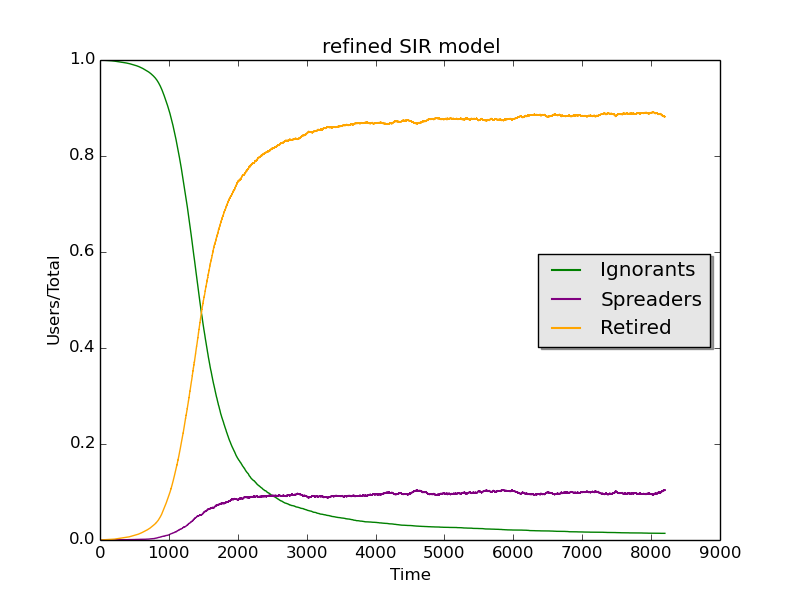 refined SIR model
1.0
0.8
0.6
0.4
0.2
0.0
Users/Total
Ignorants
Spreaders
Retired
0 1000 2000 3000 4000 5000 6000 7000 8000 9000
Time